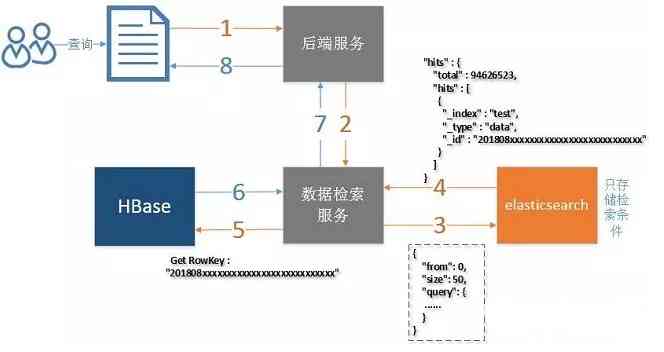 查询
1
8
后端服务
7
2
"hits" : {
"total" : 94626523,
"hits" : [
{
"_index" : "test",
"_type" : "data",
"_id" : "201808xxxxxxxxxxxxxxxxxxxxxxxxxx"
}
]
}
HBase
6
5
数据检索
服务
4
3
elasticsearch
只存
储检
索条
件
Get RowKey :
"201808xxxxxxxxxxxxxxxxxxxxxxxxxx"
{
"from": 0,
"size": 50,
"query": {
......
}
}